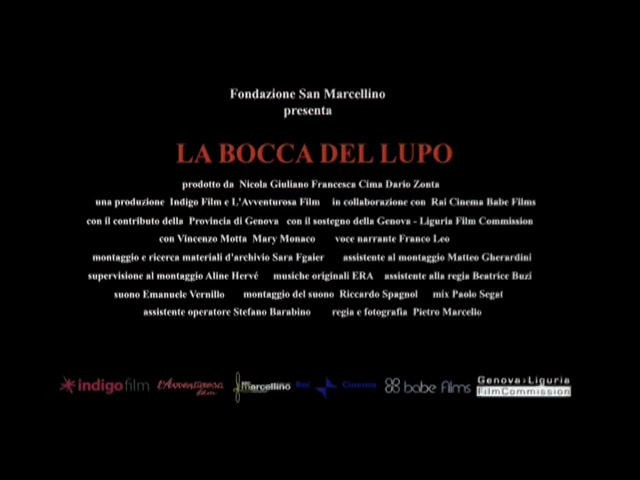 Fondazione San Marcellino
presenta
LA BOCCA DEL LUPO
prodotto da Nicola Giuliano Francesca Cima Dario Zonta
una produzione Indigo Film e L'Avventurosa Film in collaborazione con Rai Cinema Babe Films
con il contributo della Provincia di Genova con il sostegno della Genova - Liguria Film Commission
con Vincenzo Motta Mary Monaco voce narrante Franco Leo
montaggio e ricerca materiali d'archivio Sara Fgaier assistente al montaggio Matteo Gherardini
supervisione al montaggio Aline Hervé musiche originali ERA assistente alla regia Beatrice Buzi
suono Emanuele Vernillo montaggio del suono Riccardo Spagnol mix Paolo Segat
assistente operatore Stefano Barabino regia e fotografia Pietro Marcello
indigo film L'Avventurosa film san marcellino Rai Cinema babe films Genova Liguria
FilmCommission